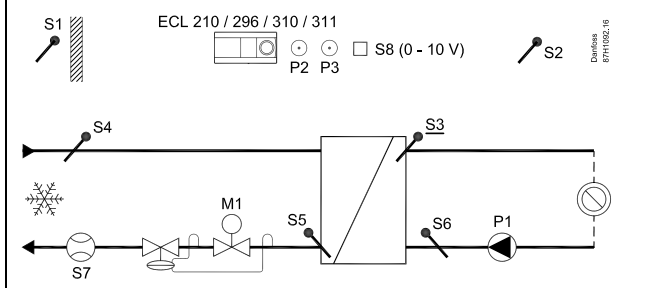 S1
ECL 210 / 296 / 310 / 311
P2
P3
S8 (0 - 10 V)
S2
Danfoss
87H1092.16
S4
S3
M1
S5
S6
P1
S7